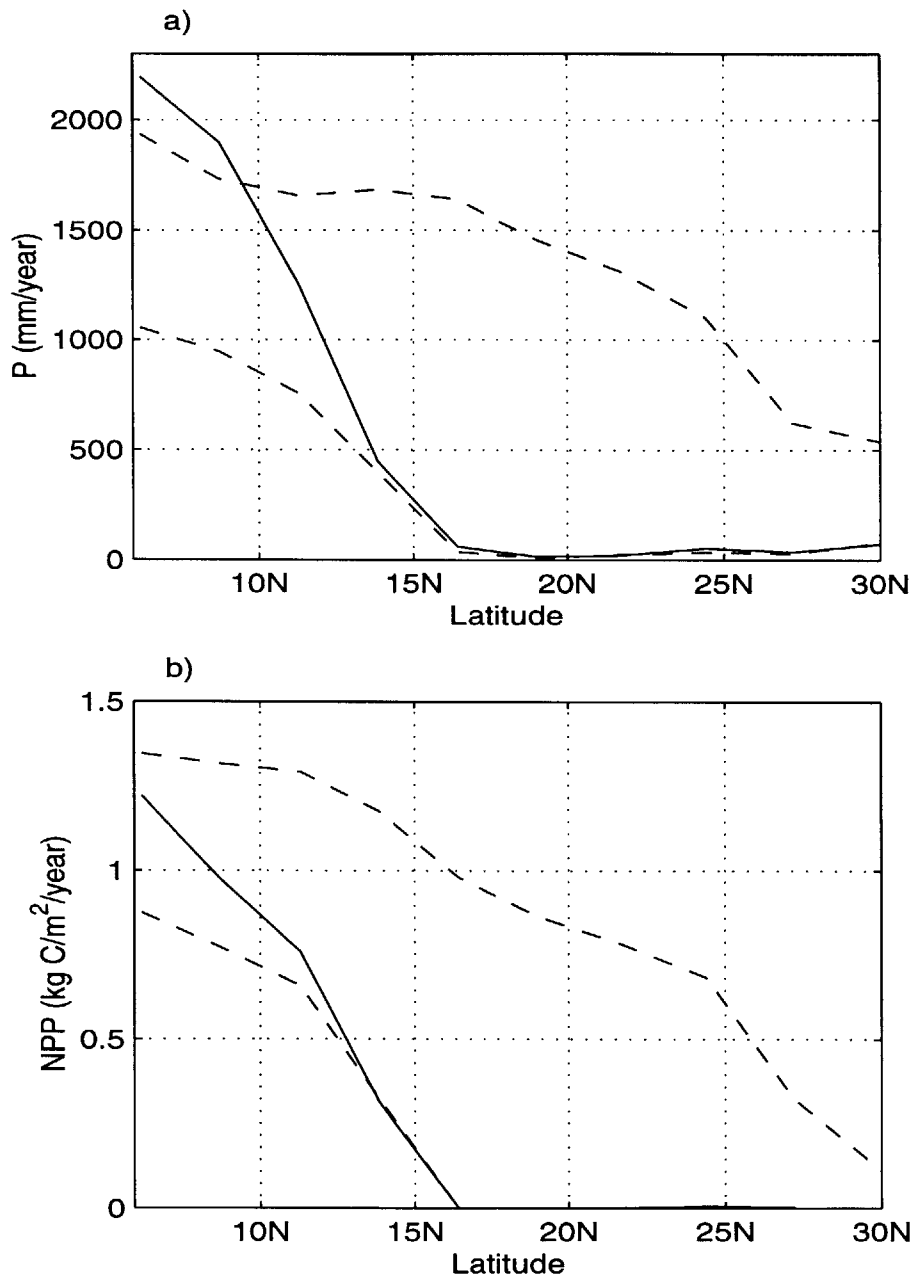 a)
P (mm/year)
2000
1500
1000
500
0
10N 15N 20N 25N 30N
Latitude
b)
NPP (kg C/m²/year)
1.5
1
0.5
0
10N 15N 20N 25N 30N
Latitude